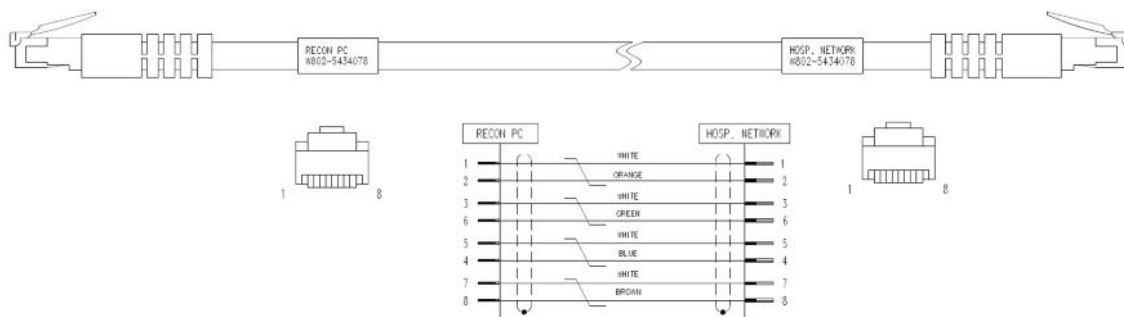 RECON PC
W802-5434078
HOSP. NETWORK
W802-5434078
RECON PC
HOSP. NETWORK
1 WHITE 1
2 ORANGE 2
3 WHITE 3
6 GREEN 6
5 WHITE 5
4 BLUE 4
7 WHITE 7
8 BROWN 8
1 8
1 8